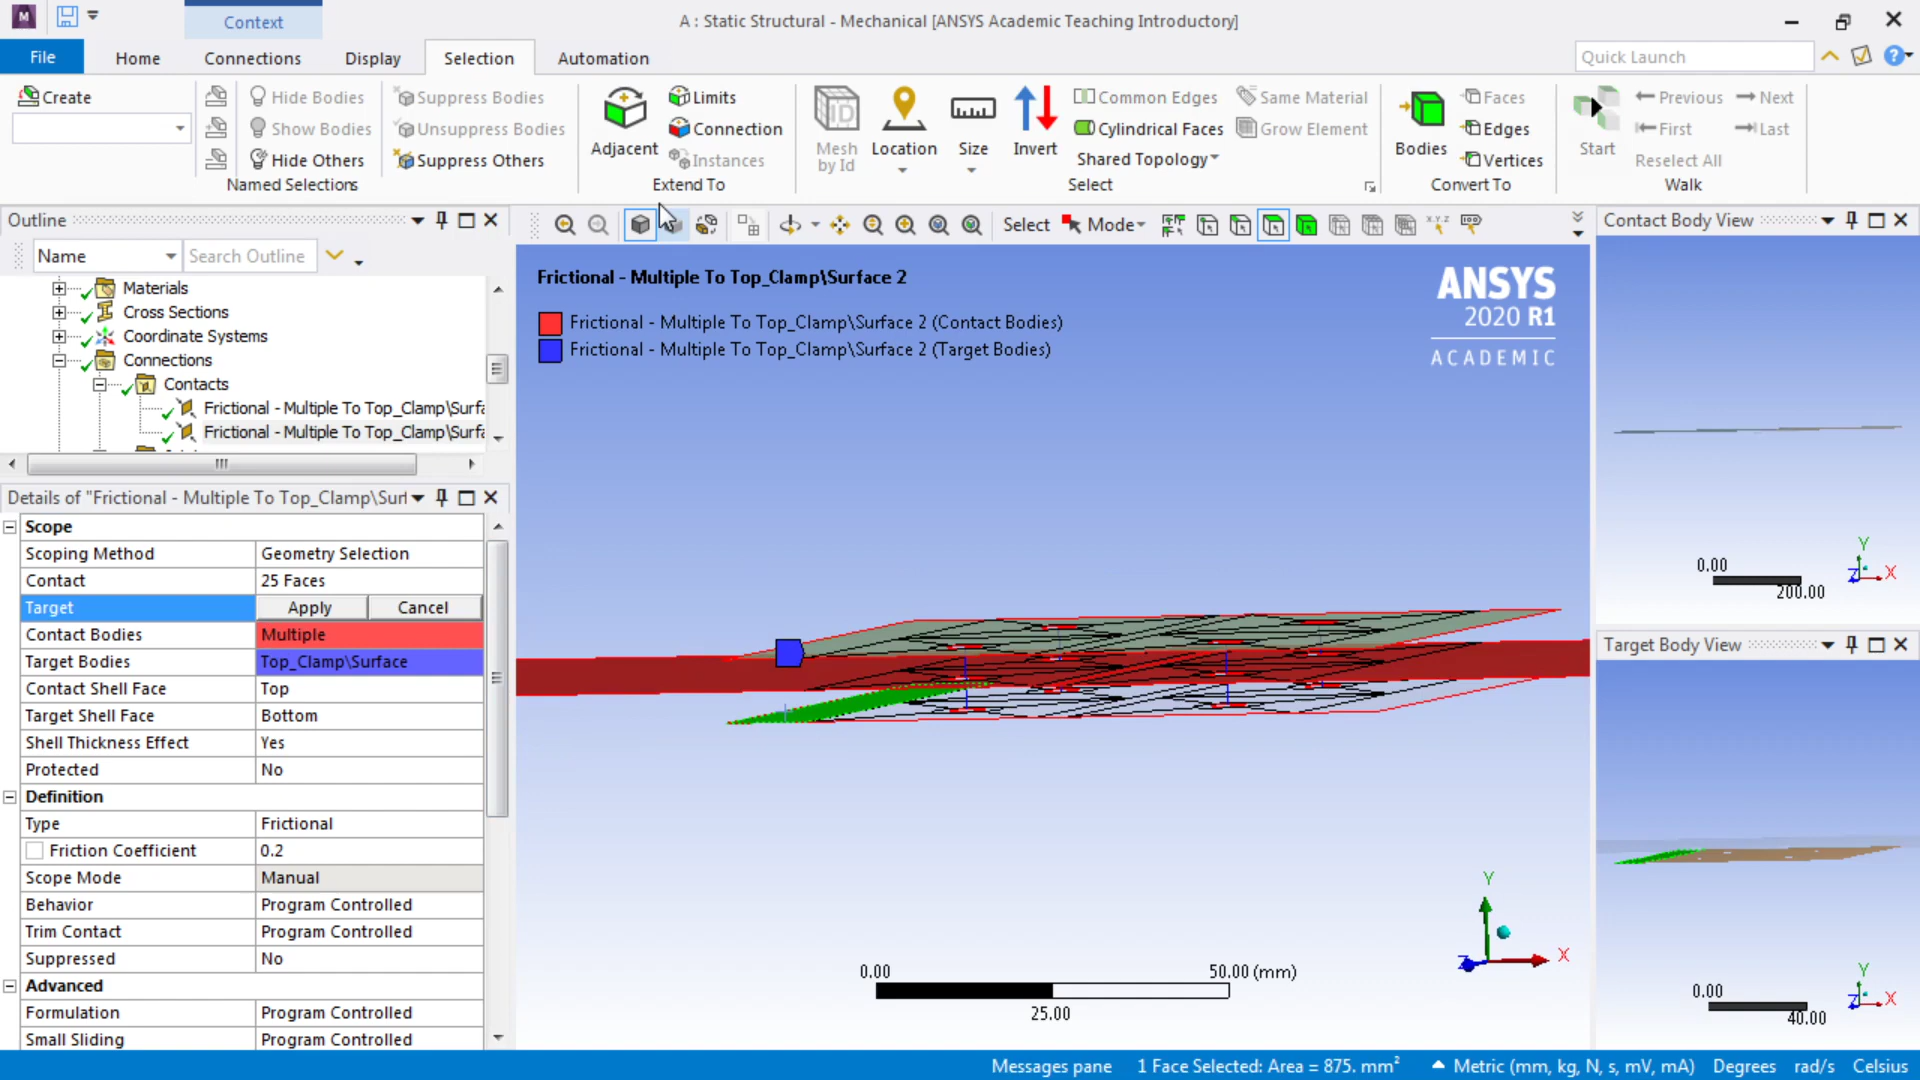 M
Context
A : Static Structural - Mechanical [ANSYS Academic Teaching Introductory]
File
Home
Connections
Display
Selection
Automation
Quick Launch
Create
Hide Bodies
Show Bodies
Hide Others
Named Selections
Suppress Bodies
Unsuppress Bodies
Suppress Others
Adjacent
Limits
Connection
Instances
Extend To
Mesh by Id
Location
Size
Invert
Common Edges
Cylindrical Faces
Shared Topology
Same Material
Grow Element
Select
Bodies
Faces
Edges
Vertices
Convert To
Start
Previous
Next
First
Last
Reselect All
Walk
Outline
Name
Search Outline
Materials
Cross Sections
Coordinate Systems
Connections
Contacts
Frictional - Multiple To Top_Clamp\Surf
Frictional - Multiple To Top_Clamp\Surf
Select
Mode
Details of "Frictional - Multiple To Top_Clamp\Surf
Scope
Scoping Method Geometry Selection
Contact 25 Faces
Target Apply Cancel
Contact Bodies Multiple
Target Bodies Top_Clamp\Surface
Contact Shell Face Top
Target Shell Face Bottom
Shell Thickness Effect Yes
Protected No
Definition
Type Frictional
Friction Coefficient 0.2
Scope Mode Manual
Behavior Program Controlled
Trim Contact Program Controlled
Suppressed No
Advanced
Formulation Program Controlled
Small Sliding Program Controlled
Frictional - Multiple To Top_Clamp\Surface 2
Frictional - Multiple To Top_Clamp\Surface 2 (Contact Bodies)
Frictional - Multiple To Top_Clamp\Surface 2 (Target Bodies)
ANSYS
2020 R1
ACADEMIC
Y
X
Z
0.00
50.00 (mm)
25.00
Contact Body View
Y
X
Z
0.00
200.00
Target Body View
Y
X
Z
0.00
40.00
Messages pane
1 Face Selected: Area = 875. mm²
Metric (mm, kg, N, s, mV, mA)
Degrees
rad/s
Celsius